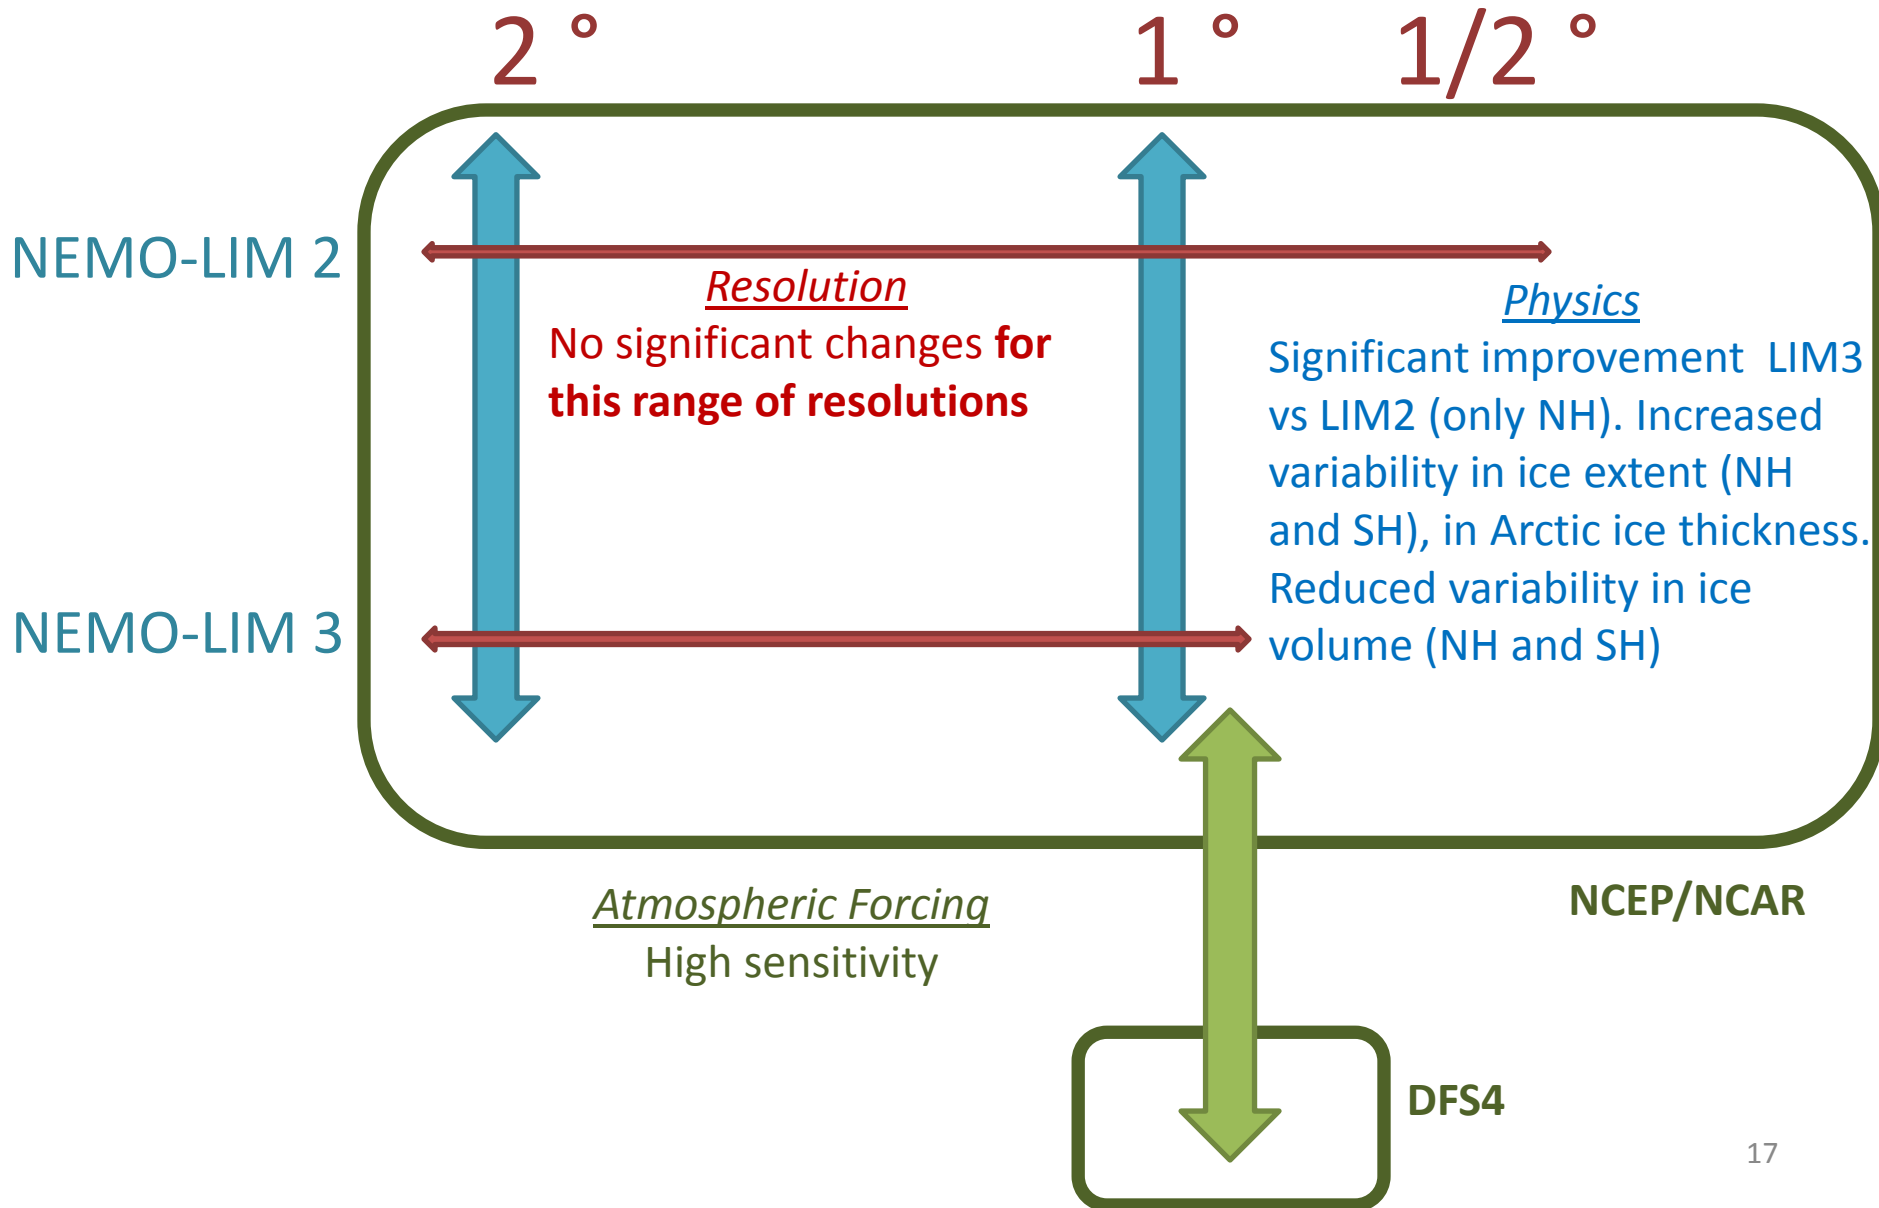 2 °
1 °
1/2 °
NEMO-LIM 2
Resolution
No significant changes for
this range of resolutions
Physics
Significant improvement LIM3
vs LIM2 (only NH). Increased
variability in ice extent (NH
and SH), in Arctic ice thickness.
Reduced variability in ice
volume (NH and SH)
NEMO-LIM 3
Atmospheric Forcing
High sensitivity
NCEP/NCAR
DFS4
17